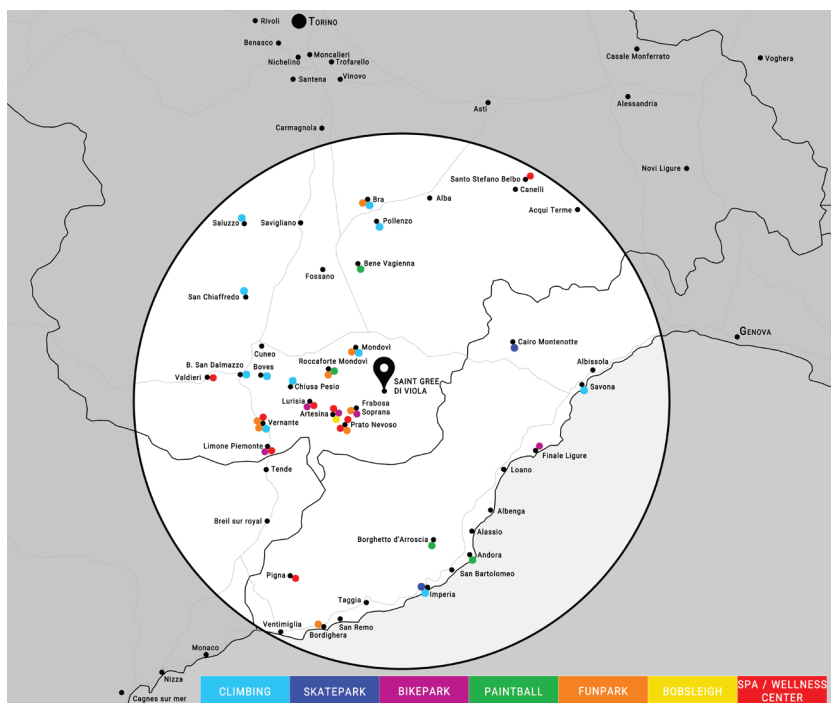 Rivoli
TORINO
Benasco
Moncalieri
Nichelino
Trofarello
Casale Monferrato
Voghera
Santena
Vinovo
Asti
Alessandria
Carmagnola
Novi Ligure
Santo Stefano Belbo
Canelli
Bra
Alba
Acqui Terme
Saluzzo
Savigliano
Pollenzo
Bene Vagienna
Fossano
San Chiaffredo
GENOVA
Cairo Montenotte
Mondovì
Cuneo
Roccaforte Mondovì
Albissola
B. San Dalmazzo
Boves
Valdieri
Chiusa Pesio
SAINT GREE
DI VIOLA
Savona
Lurisia
Frabosa
Soprana
Artesina
Prato Nevoso
Vernante
Limone Piemonte
Finale Ligure
Tende
Loano
Albenga
Breil sur royal
Alassio
Borghetto d'Arroscia
Andora
Pigna
San Bartolomeo
Imperia
Taggia
San Remo
Ventimiglia
Bordighera
Monaco
Nizza
Cagnes sur mer
CLIMBING
SKATEPARK
BIKEPARK
PAINTBALL
FUNPARK
BOBSLEIGH
SPA / WELLNESS
CENTER